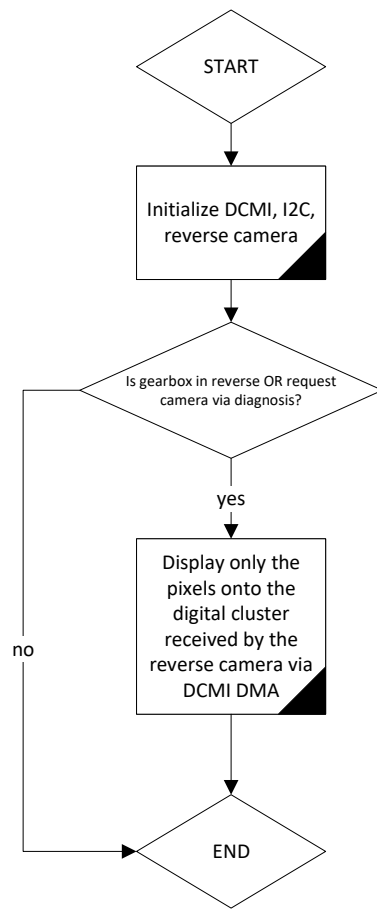 START
Initialize DCMI, I2C,
reverse camera
Is gearbox in reverse OR request
camera via diagnosis?
yes
Display only the
pixels onto the
digital cluster
received by the
reverse camera via
DCMI DMA
no
END